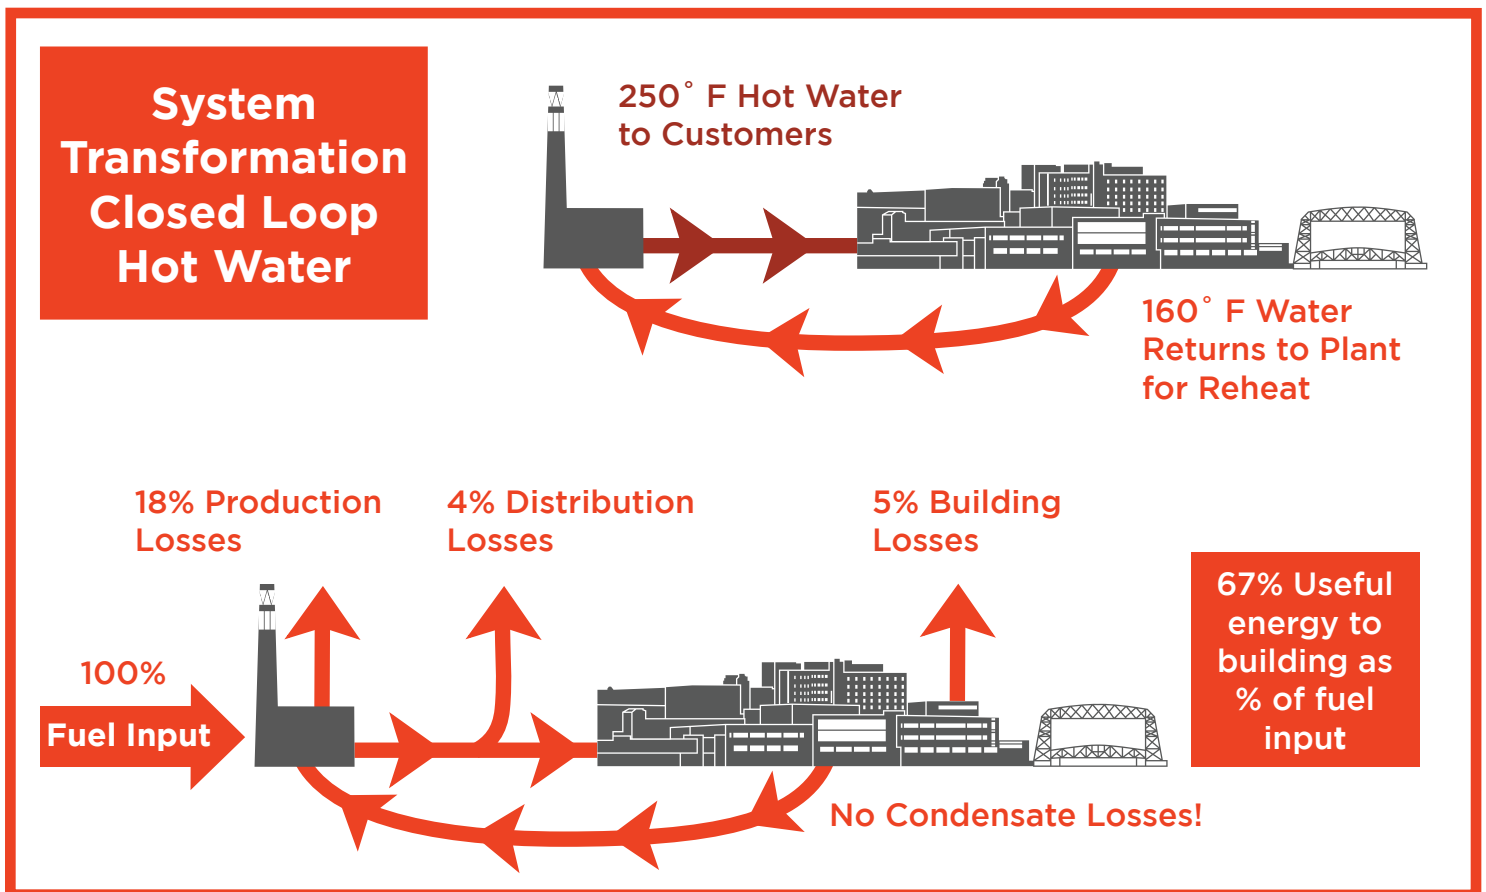 System
Transformation
Closed Loop
Hot Water
250° F Hot Water
to Customers
160° F Water
Returns to Plant
for Reheat
18% Production
Losses
4% Distribution
Losses
5% Building
Losses
100%
Fuel Input
67% Useful
energy to
building as
% of fuel
input
No Condensate Losses!